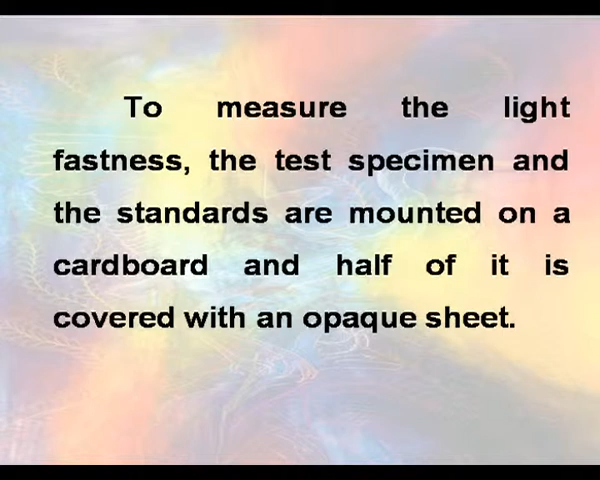 To measure the light
fastness, the test specimen and
the standards are mounted on a
cardboard and half of it is
covered with an opaque sheet.